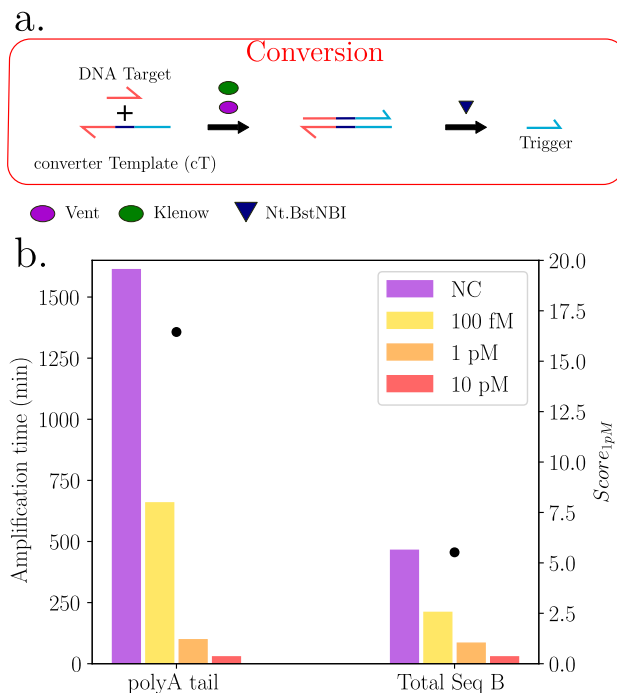 a.
Conversion
DNA Target
+
converter Template (cT)
Trigger
Vent
Klenow
Nt.BstNBI
b.
Amplification time (min)
1500
1250
1000
750
500
250
0
NC
100 fM
1 pM
10 pM
20.0
17.5
15.0
12.5
10.0
7.5
5.0
2.5
0.0
Score1pM
polyA tail
Total Seq B